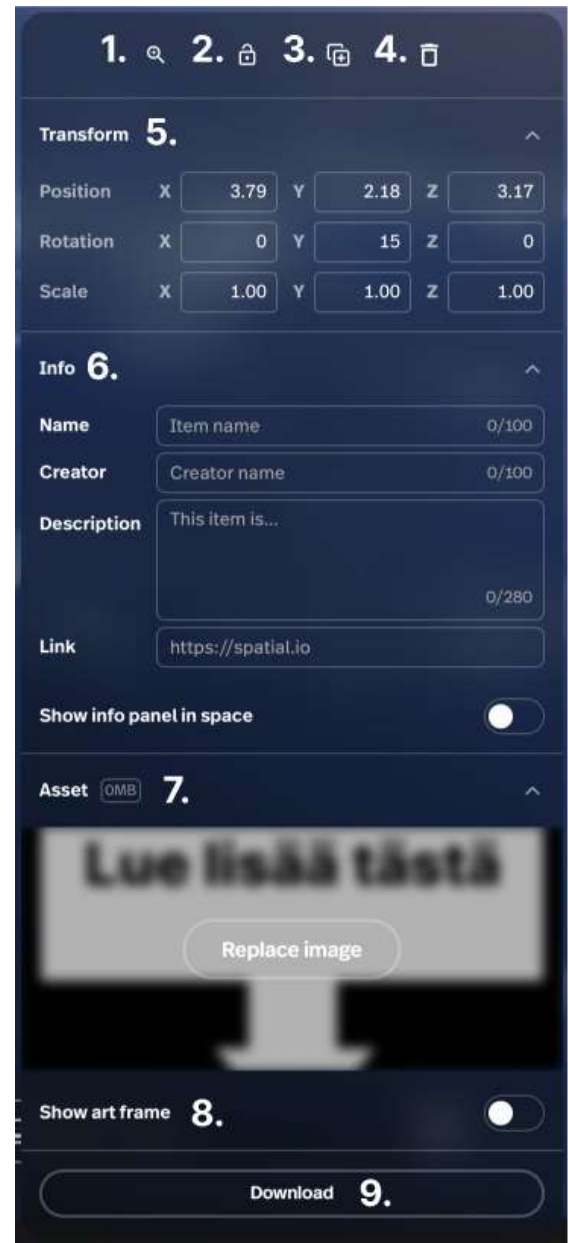 1. 2. 3. 4.
Transform 5.
Position X 3.79 Y 2.18 Z 3.17
Rotation X 0 Y 15 Z 0
Scale X 1.00 Y 1.00 Z 1.00
Info 6.
Name Item name 0/100
Creator Creator name 0/100
Description This item is...
0/280
Link https://spatial.io
Show info panel in space
Asset 0MB 7.
Lue lisää tästä
Replace image
Show art frame 8.
Download 9.